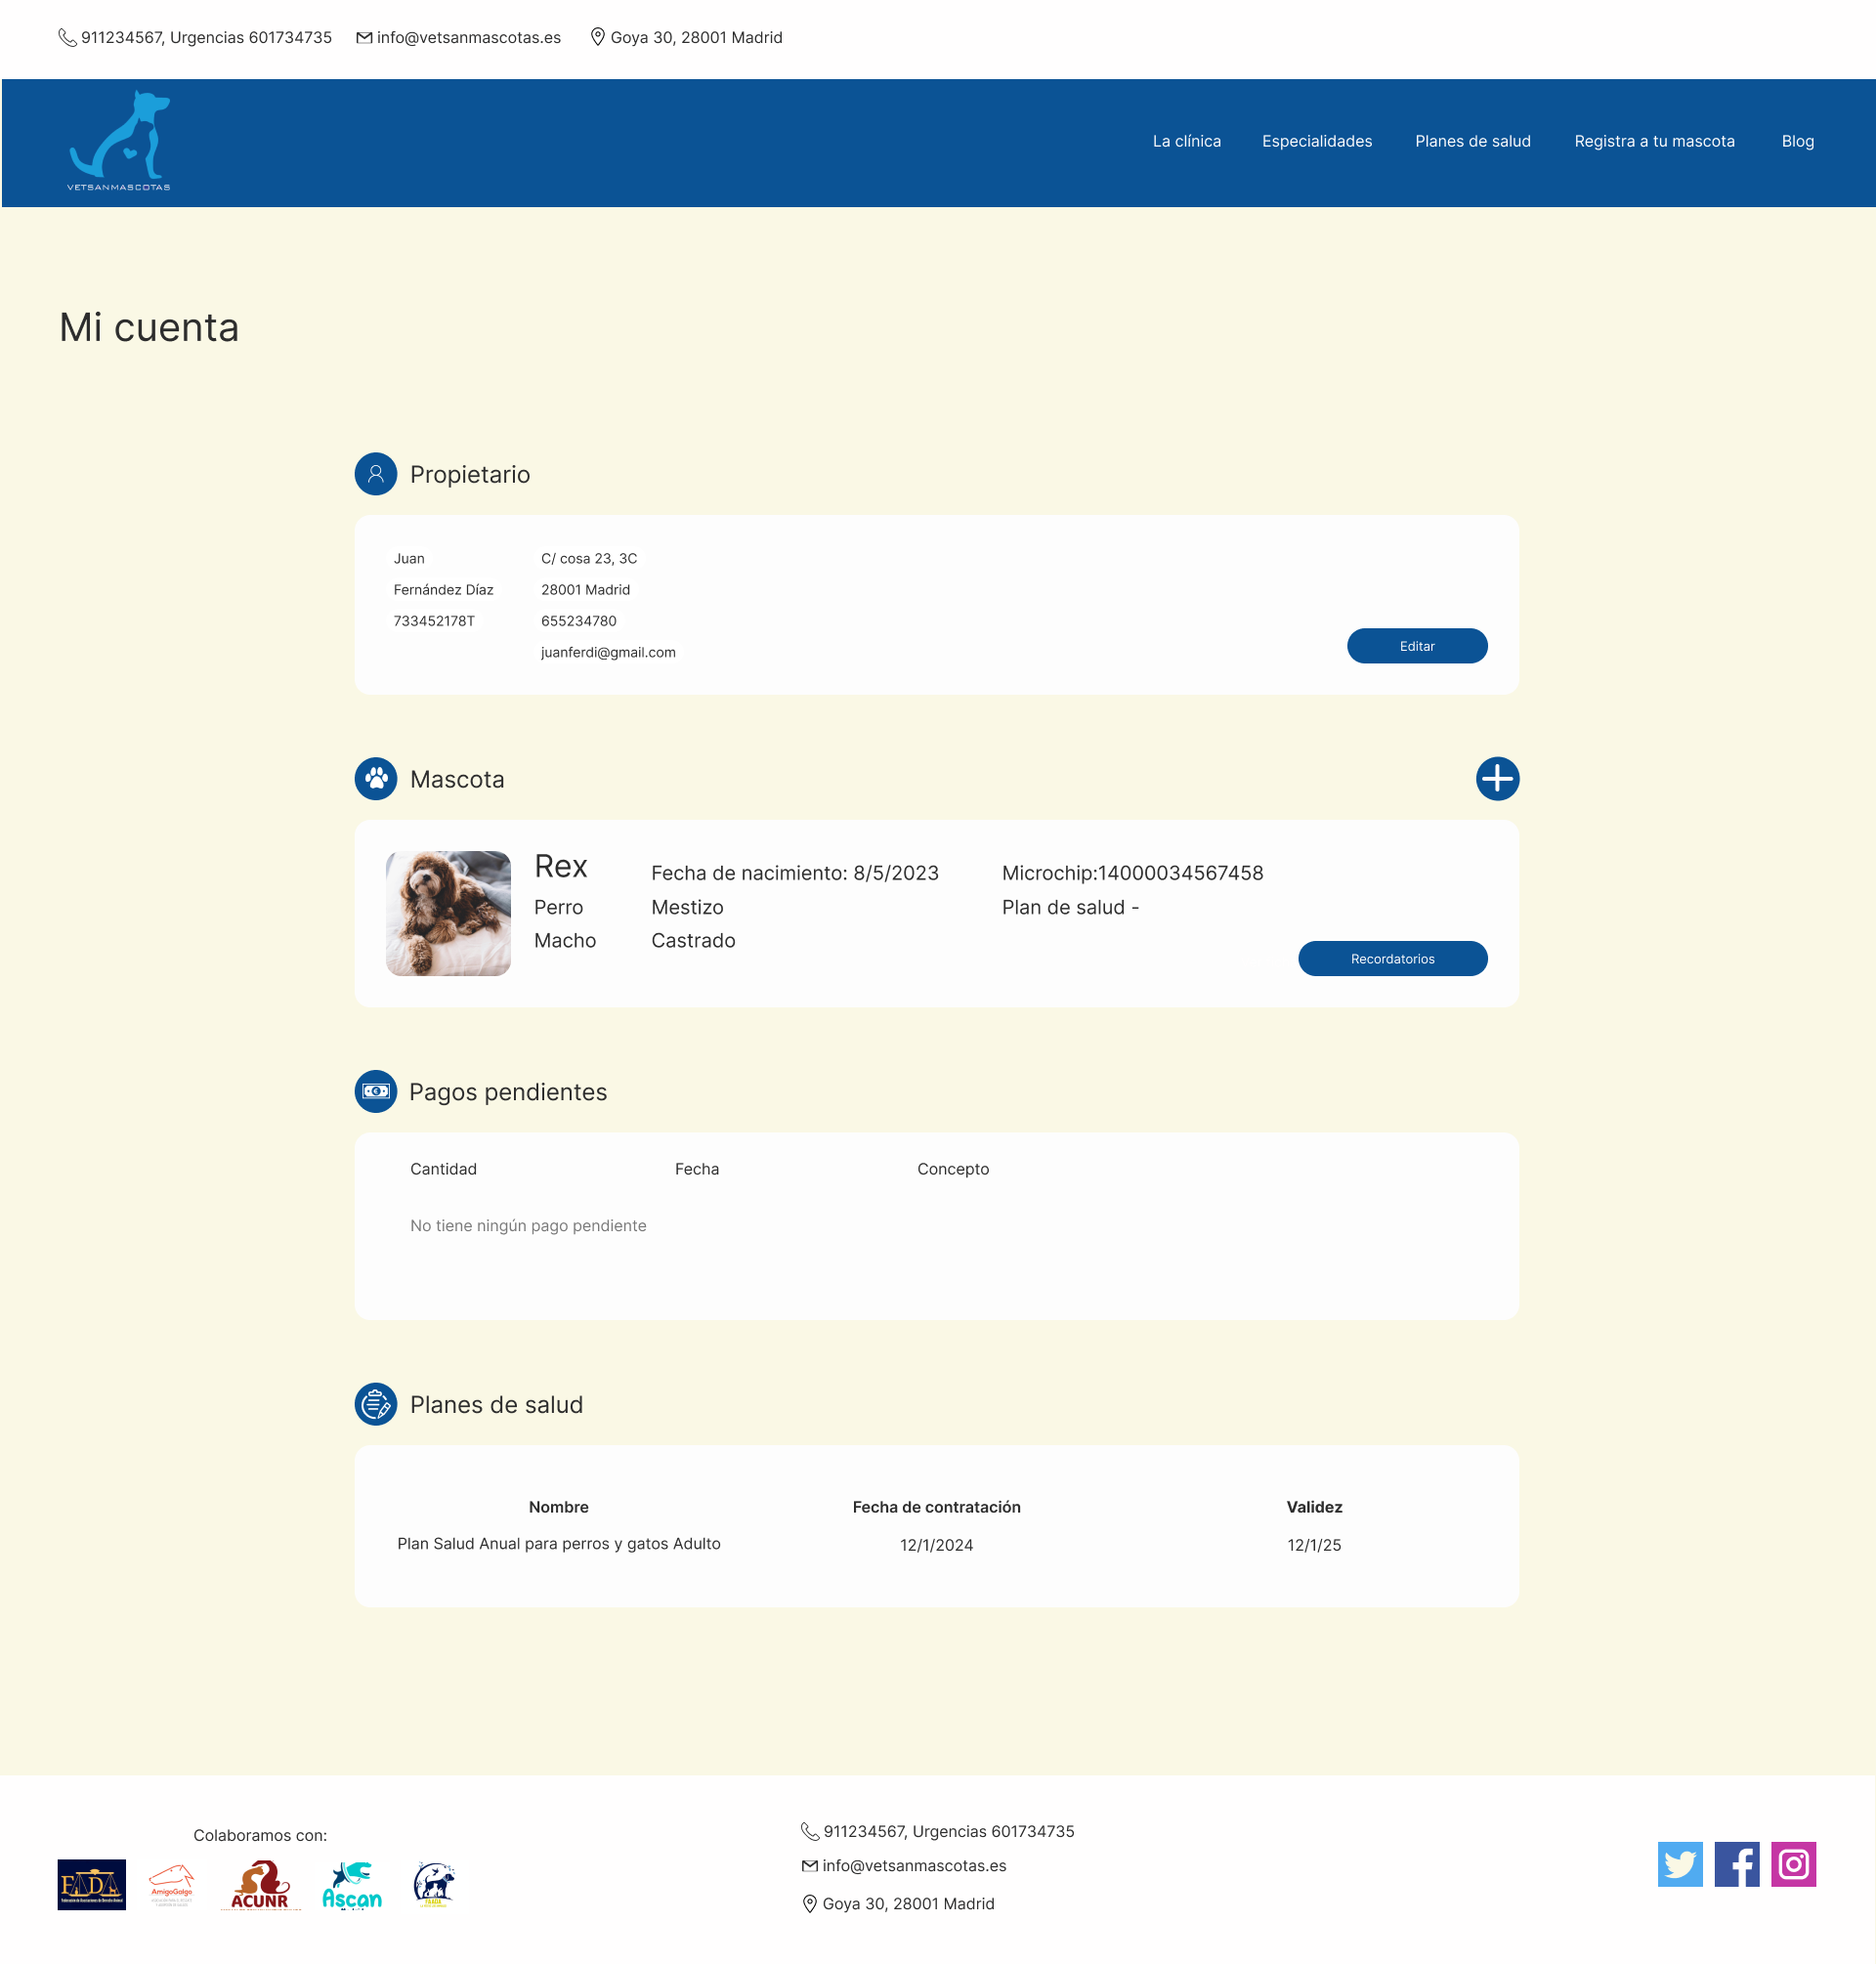 911234567, Urgencias 601734735 info@vetsanmascotas.es Goya 30, 28001 Madrid
VETSANMASCOTAS
La clínica Especialidades Planes de salud Registra a tu mascota Blog
Mi cuenta
Propietario
Juan C/ cosa 23, 3C
Fernández Díaz 28001 Madrid
733452178T 655234780
juanferdi@gmail.com
Editar
Mascota
Rex Fecha de nacimiento: 8/5/2023 Microchip:14000034567458
Perro Mestizo Plan de salud -
Macho Castrado
Recordatorios
Pagos pendientes
Cantidad Fecha Concepto
No tiene ningún pago pendiente
Planes de salud
Nombre Fecha de contratación Validez
Plan Salud Anual para perros y gatos Adulto 12/1/2024 12/1/25
Colaboramos con:
FADA
AmigoGalgo
ACUNR
Ascan
911234567, Urgencias 601734735
info@vetsanmascotas.es
Goya 30, 28001 Madrid